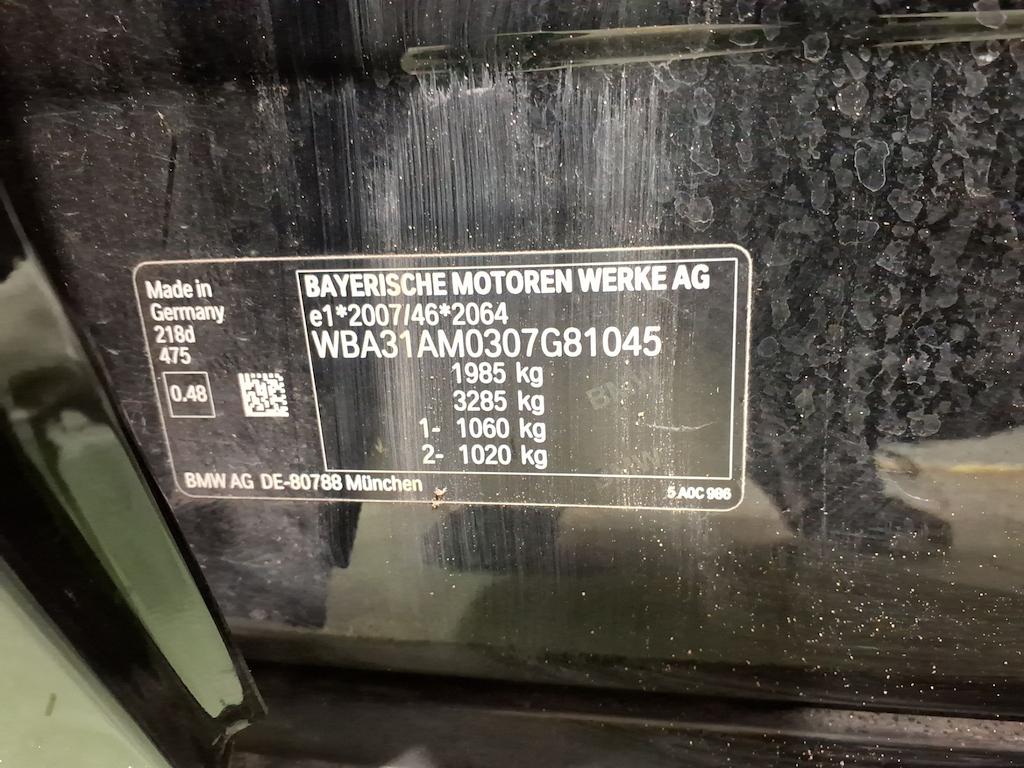 Made in
Germany
218d
475
0.48
BAYERISCHE MOTOREN WERKE AG
e1*2007/46*2064
WBA31AM0307G81045
1985 kg
3285 kg
1- 1060 kg
2- 1020 kg
BMW AG DE-80788 München
5 A0C 986